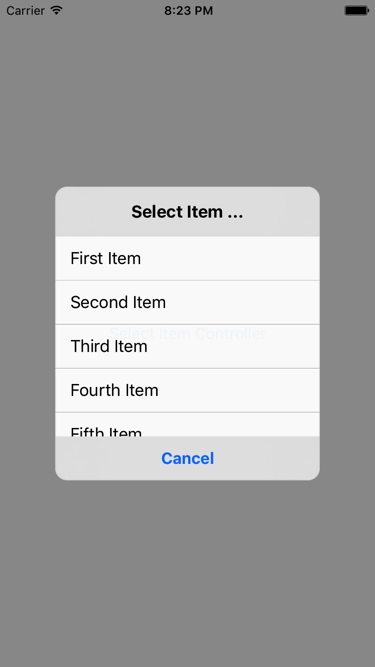 Carrier 8:23 PM
Select Item ...
First Item
Second Item
Select Item Controller
Third Item
Fourth Item
Fifth Item
Cancel